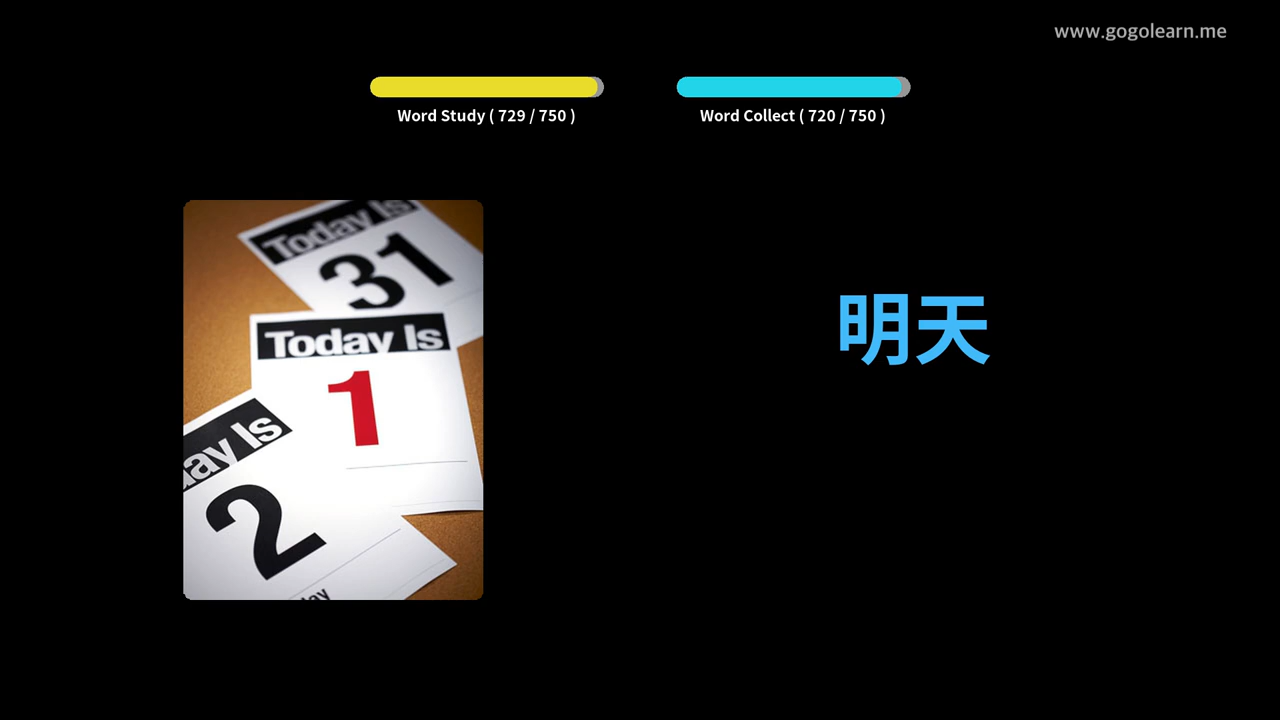 www.gogolearn.me
Word Study ( 729 / 750 )
Word Collect ( 720 / 750 )
Today Is
31
Today Is
1
ay Is
2
明天